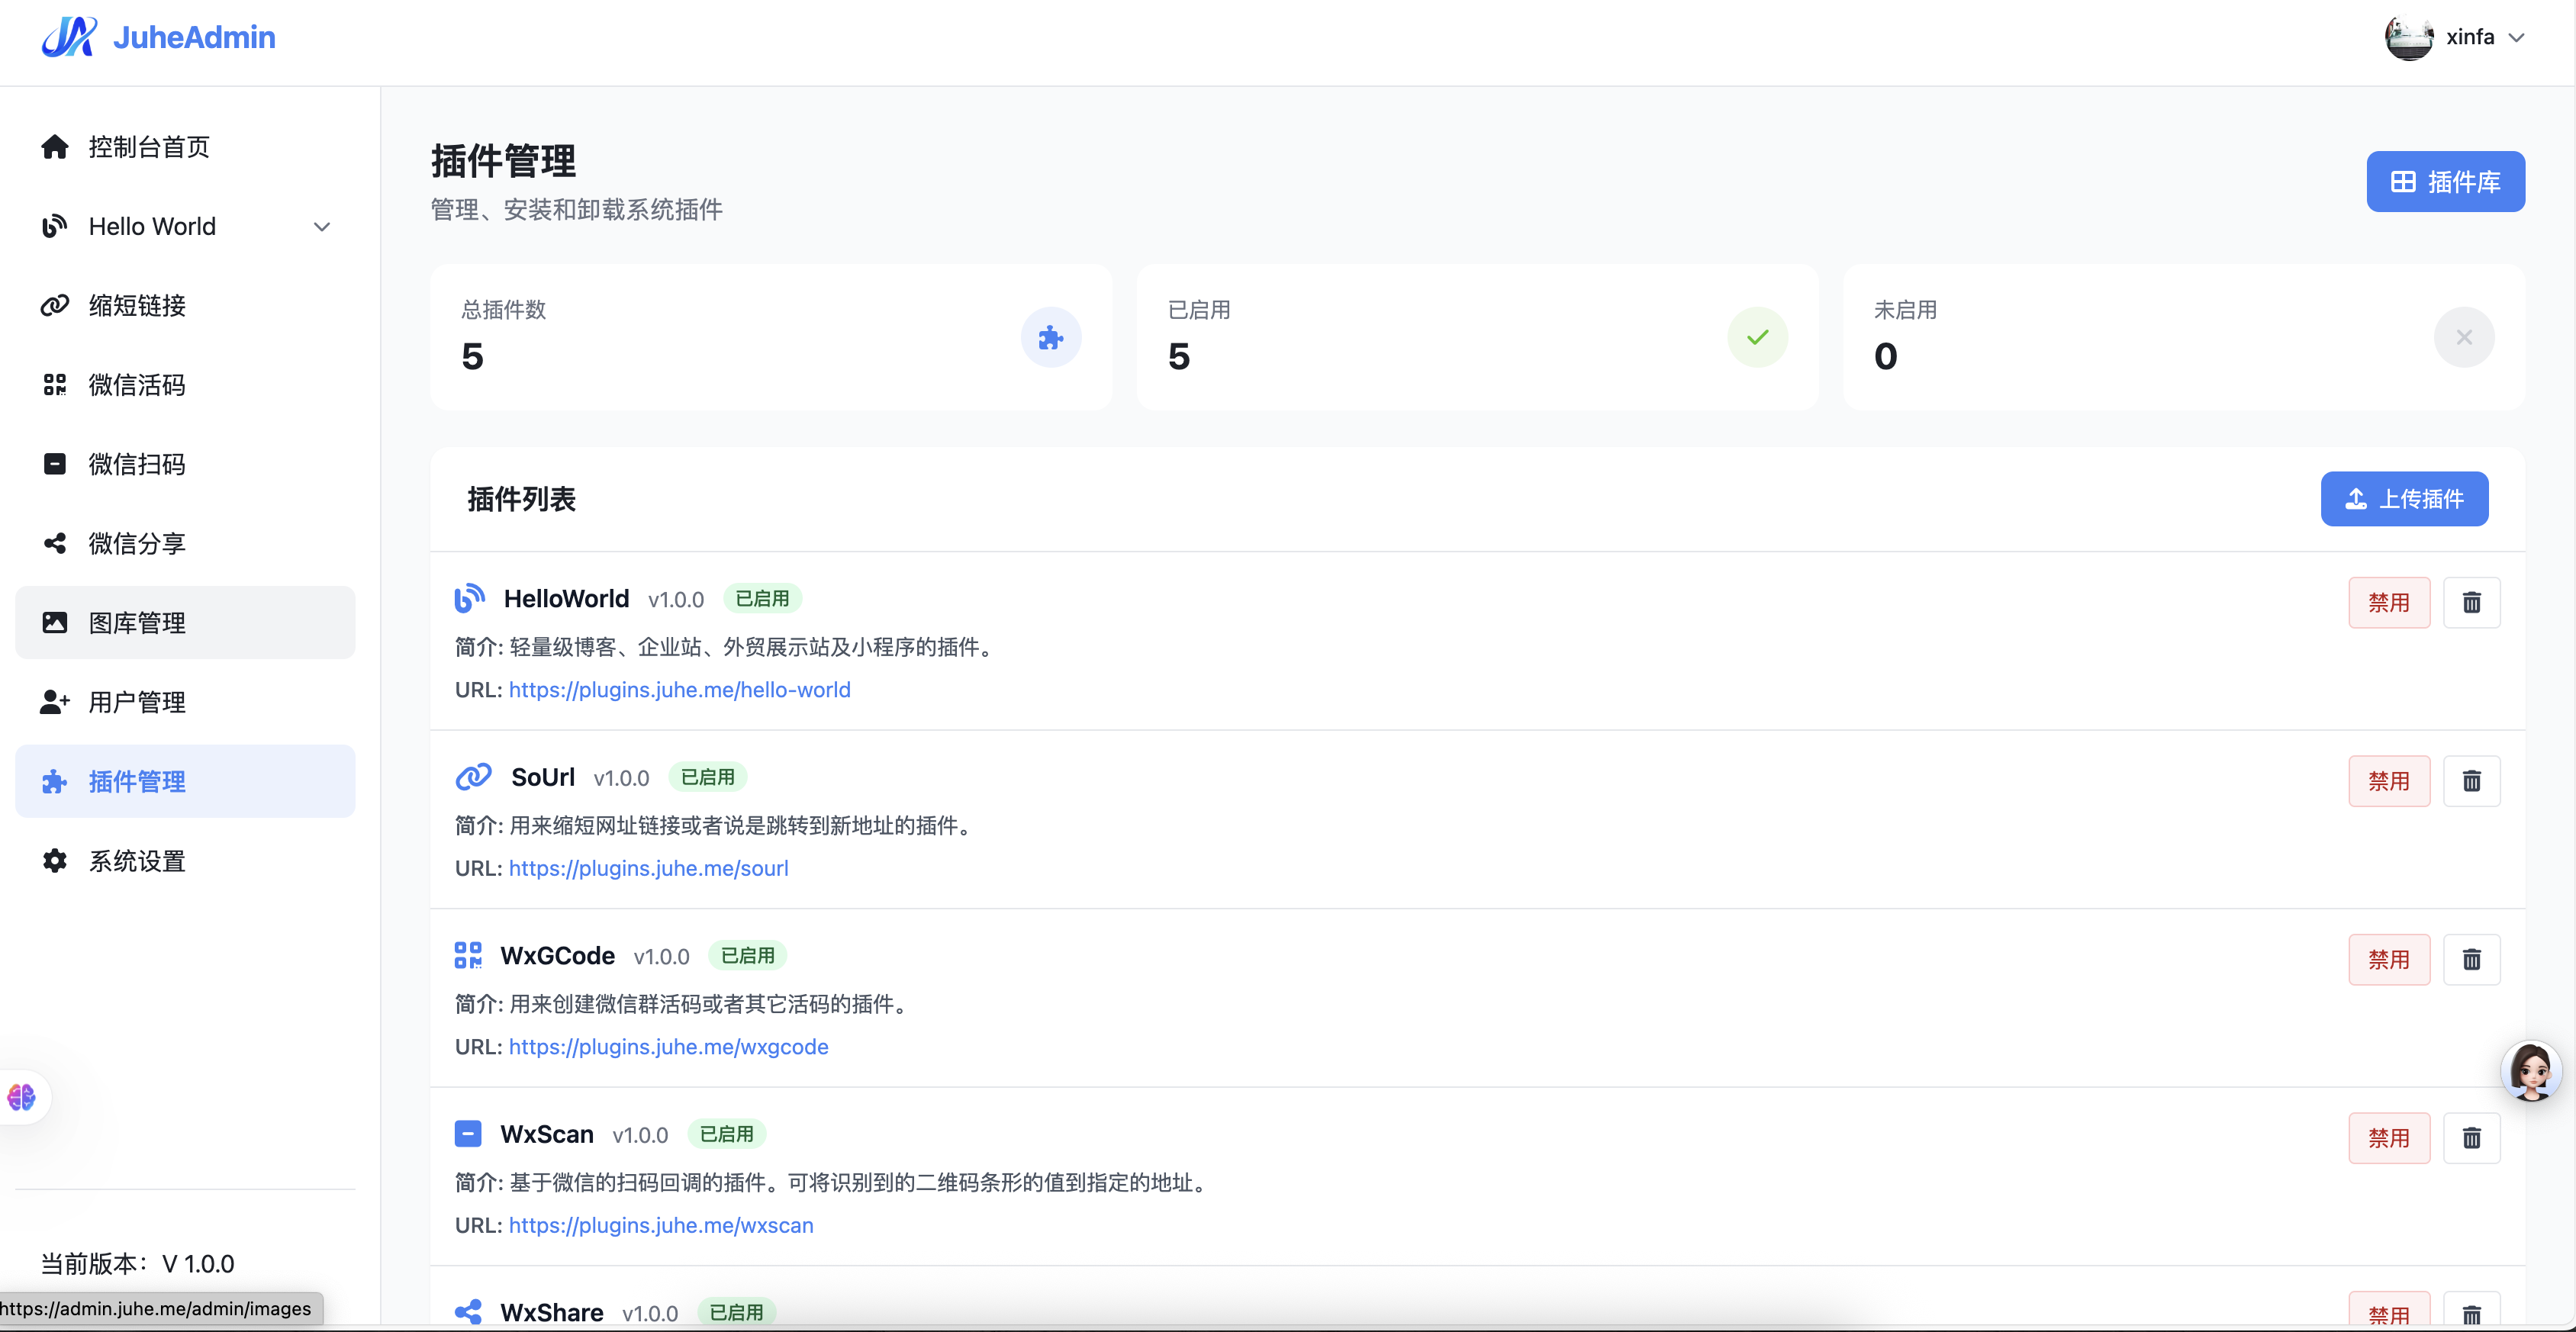 JuheAdmin
xinfa
控制台首页
Hello World
缩短链接
微信活码
微信扫码
微信分享
图库管理
用户管理
插件管理
系统设置
当前版本：V 1.0.0
https://admin.juhe.me/admin/images
插件管理
管理、安装和卸载系统插件
插件库
总插件数
5
已启用
5
未启用
0
插件列表
上传插件
HelloWorld v1.0.0 已启用
禁用
简介: 轻量级博客、企业站、外贸展示站及小程序的插件。
URL: https://plugins.juhe.me/hello-world
SoUrl v1.0.0 已启用
禁用
简介: 用来缩短网址链接或者说是跳转到新地址的插件。
URL: https://plugins.juhe.me/sourl
WxGCode v1.0.0 已启用
禁用
简介: 用来创建微信群活码或者其它活码的插件。
URL: https://plugins.juhe.me/wxgcode
WxScan v1.0.0 已启用
禁用
简介: 基于微信的扫码回调的插件。可将识别到的二维码条形的值到指定的地址。
URL: https://plugins.juhe.me/wxscan
WxShare v1.0.0 已启用
禁用